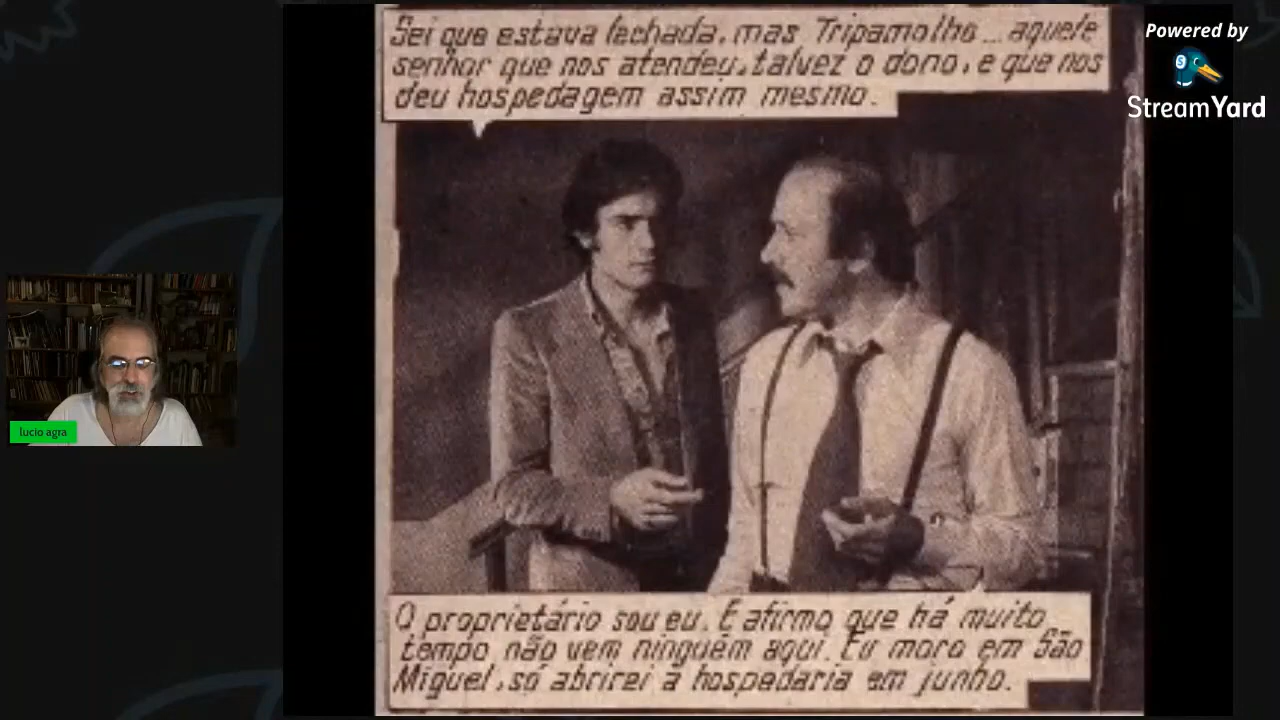 Sei que estava fechada, mas Tripamolho... aquele
senhor que nos atendeu, talvez o dono, e que nos
deu hospedagem assim mesmo.
Powered by
StreamYard
lucio agra
O proprietário sou eu. E afirmo que há muito
tempo não vem ninguém aqui. Eu moro em São
Miguel, só abrirei a hospedaria em junho.